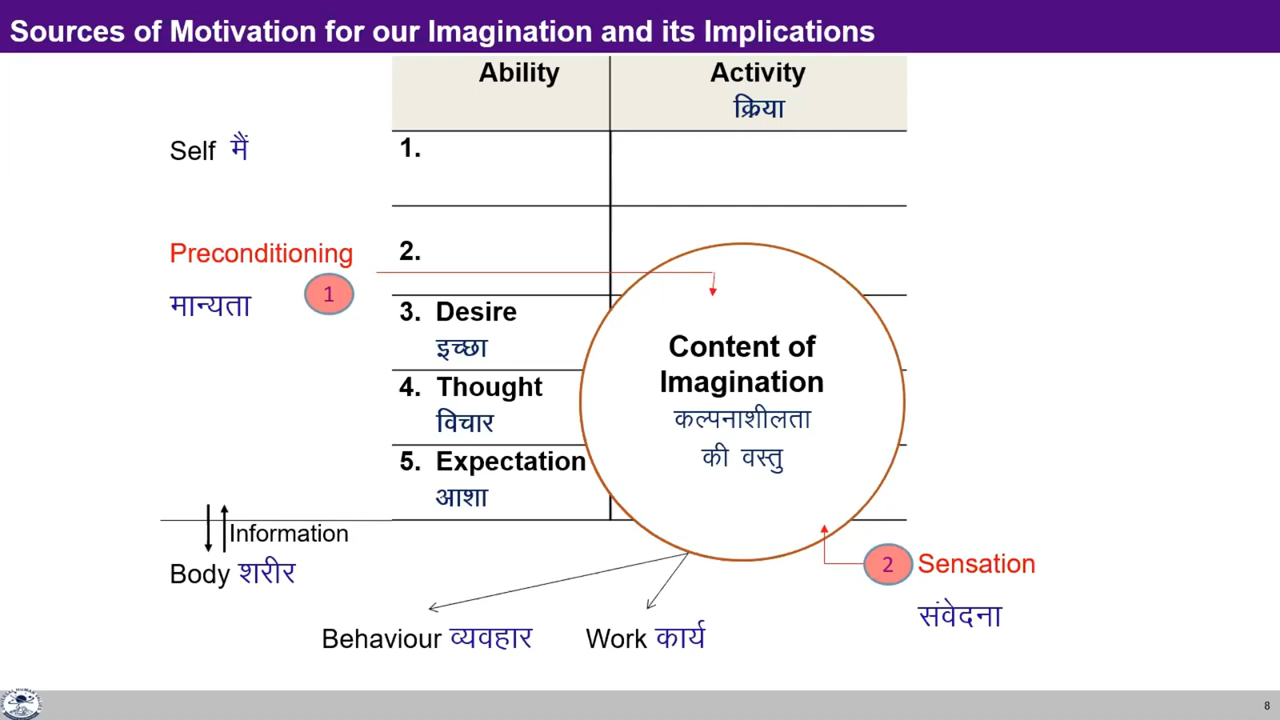 Sources of Motivation for our Imagination and its Implications
Ability
Activity
क्रिया
Self मैं
1.
Preconditioning
मान्यता
1
2.
3. Desire
इच्छा
4. Thought
विचार
5. Expectation
आशा
Content of
Imagination
कल्पनाशीलता
की वस्तु
Information
Body शरीर
2
Sensation
संवेदना
Behaviour व्यवहार
Work कार्य
8